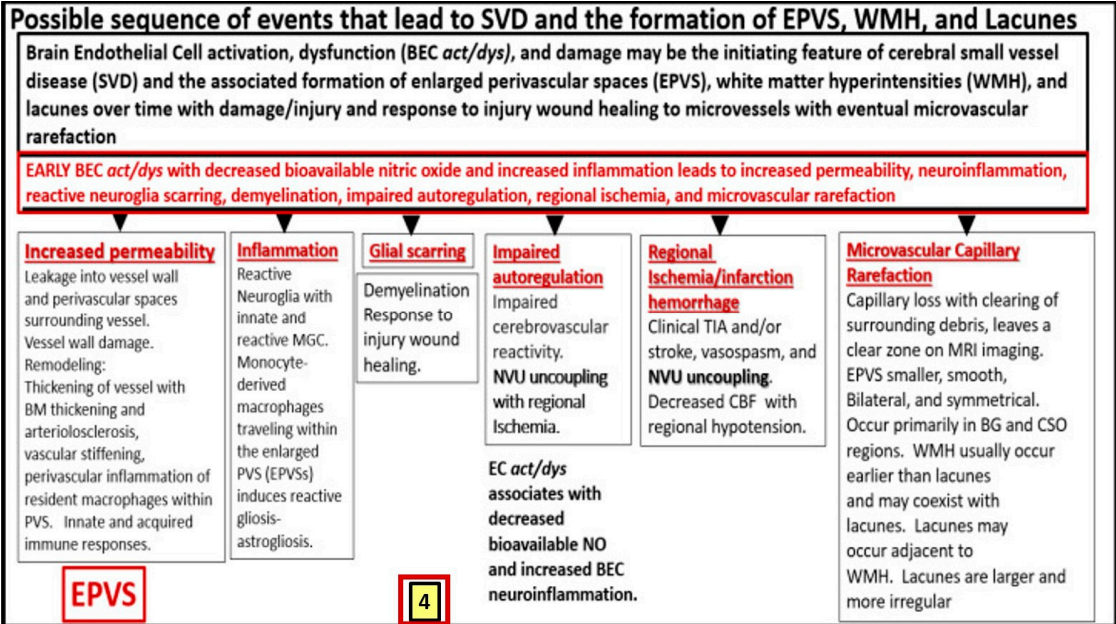 Possible sequence of events that lead to SVD and the formation of EPVS, WMH, and Lacunes
Brain Endothelial Cell activation, dysfunction (BEC act/dys), and damage may be the initiating feature of cerebral small vessel
disease (SVD) and the associated formation of enlarged perivascular spaces (EPVS), white matter hyperintensities (WMH), and
lacunes over time with damage/injury and response to injury wound healing to microvessels with eventual microvascular
rarefaction
EARLY BEC act/dys with decreased bioavailable nitric oxide and increased inflammation leads to increased permeability, neuroinflammation,
reactive neuroglia scarring, demyelination, impaired autoregulation, regional ischemia, and microvascular rarefaction
Increased permeability
Leakage into vessel wall
and perivascular spaces
surrounding vessel.
Vessel wall damage.
Remodeling:
Thickening of vessel with
BM thickening and
arteriolosclerosis,
vascular stiffening,
perivascular inflammation of
resident macrophages within
PVS. Innate and acquired
immune responses.
EPVS
Inflammation
Reactive
Neuroglia with
innate and
reactive MGC.
Monocyte-
derived
macrophages
traveling within
the enlarged
PVS (EPVSs)
induces reactive
gliosis-
astrogliosis.
Glial scarring
Demyelination
Response to
injury wound
healing.
4
Impaired
autoregulation
Impaired
cerebrovascular
reactivity.
NVU uncoupling
with regional
Ischemia.
EC act/dys
associates with
decreased
bioavailable NO
and increased BEC
neuroinflammation.
Regional
Ischemia/infarction
hemorrhage
Clinical TIA and/or
stroke, vasospasm, and
NVU uncoupling.
Decreased CBF with
regional hypotension.
Microvascular Capillary
Rarefaction
Capillary loss with clearing of
surrounding debris, leaves a
clear zone on MRI imaging.
EPVS smaller, smooth,
Bilateral, and symmetrical.
Occur primarily in BG and CSO
regions. WMH usually occur
earlier than lacunes
and may coexist with
lacunes. Lacunes may
occur adjacent to
WMH. Lacunes are larger and
more irregular